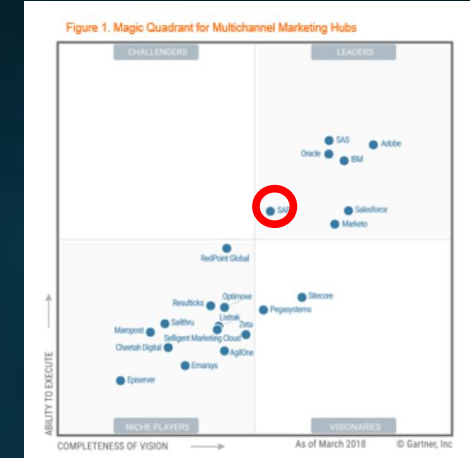 Figure 1. Magic Quadrant for Multichannel Marketing Hubs
CHALLENGERS
LEADERS
SAS
Adobe
Oracle
IBM
SAP
Salesforce
Marketo
RedPoint Global
Sitecore
Optimove
Resulticks
Pegasystems
Listrak
Sailthru
Zeta
Maropost
Selligent Marketing Cloud
Cheetah Digital
AgilOne
Emarsys
Episerver
ABILITY TO EXECUTE
NICHE PLAYERS
VISIONARIES
COMPLETENESS OF VISION
As of March 2018
© Gartner, Inc